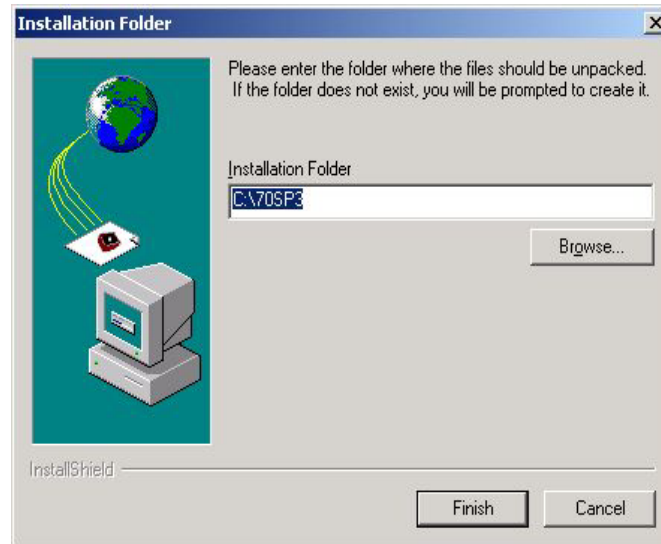 Installation Folder
Please enter the folder where the files should be unpacked.
If the folder does not exist, you will be prompted to create it.
Installation Folder
C:\70SP3
Browse...
InstallShield
Finish
Cancel